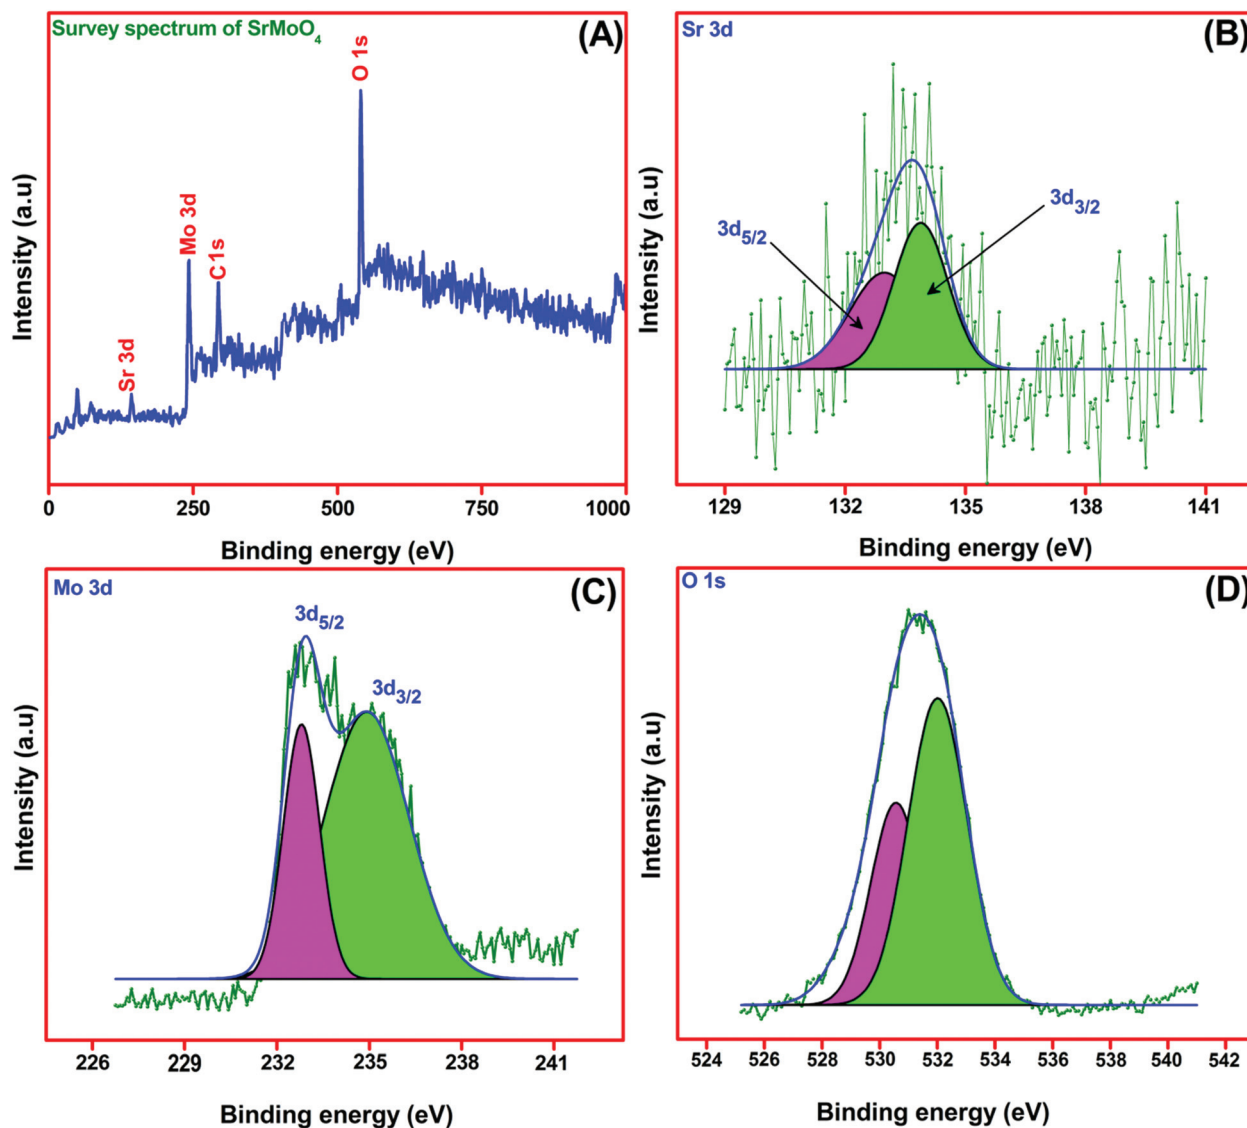 Survey spectrum of SrMoO₄
(A)
O 1s
Mo 3d
C1s
Sr 3d
Intensity (a.u)
0 250 500 750 1000
Binding energy (eV)
Sr 3d
(B)
3d₅/₂
3d₃/₂
Intensity (a.u)
129 132 135 138 141
Binding energy (eV)
Mo 3d
(C)
3d₅/₂
3d₃/₂
Intensity (a.u)
226 229 232 235 238 241
Binding energy (eV)
O 1s
(D)
Intensity (a.u)
524 526 528 530 532 534 536 538 540 542
Binding energy (eV)